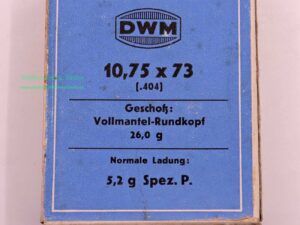 DWM
10,75 x 73
[.404]
Geschoß:
Vollmantel-Rundkopf
26,0 g
Normale Ladung:
5,2 g Spez. P.